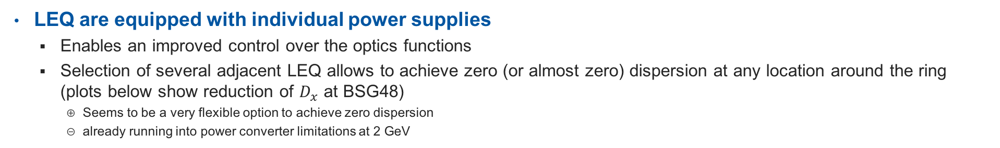 • LEQ are equipped with individual power supplies
▪ Enables an improved control over the optics functions
▪ Selection of several adjacent LEQ allows to achieve zero (or almost zero) dispersion at any location around the ring
(plots below show reduction of 𝐷ₓ at BSG48)
⊕ Seems to be a very flexible option to achieve zero dispersion
⊖ already running into power converter limitations at 2 GeV